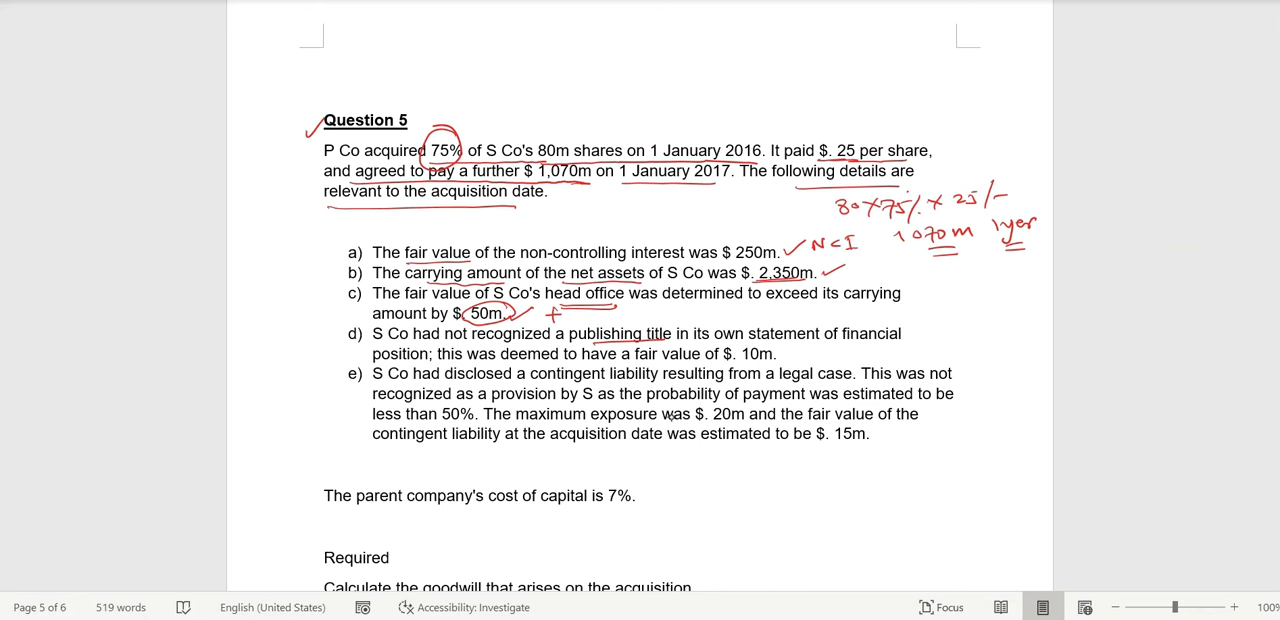 Question 5
P Co acquired 75% of S Co's 80m shares on 1 January 2016. It paid $. 25 per share,
and agreed to pay a further $ 1,070m on 1 January 2017. The following details are
relevant to the acquisition date.
80 x 75% x 25/-
1070m 1yer
a) The fair value of the non-controlling interest was $ 250m. NCI
b) The carrying amount of the net assets of S Co was $. 2,350m.
c) The fair value of S Co's head office was determined to exceed its carrying
amount by $ 50m. +
d) S Co had not recognized a publishing title in its own statement of financial
position; this was deemed to have a fair value of $. 10m.
e) S Co had disclosed a contingent liability resulting from a legal case. This was not
recognized as a provision by S as the probability of payment was estimated to be
less than 50%. The maximum exposure was $. 20m and the fair value of the
contingent liability at the acquisition date was estimated to be $. 15m.
The parent company's cost of capital is 7%.
Required
Calculate the goodwill that arises on the acquisition
Page 5 of 6 519 words English (United States) Accessibility: Investigate Focus 100%